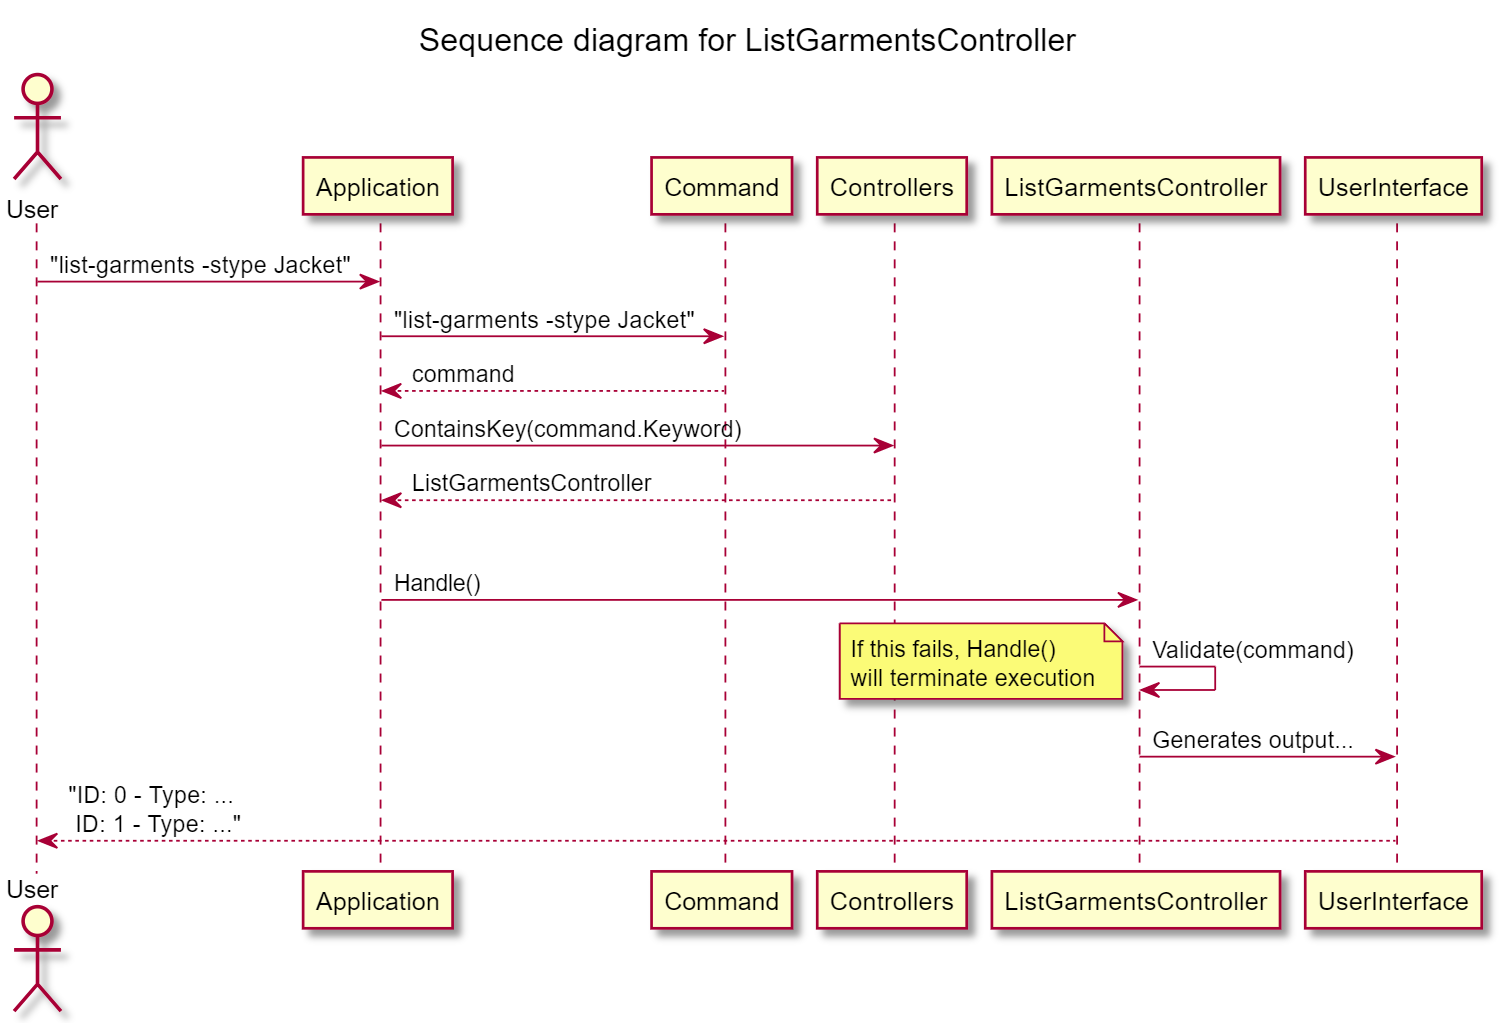 Sequence diagram for ListGarmentsController
User
Application
Command
Controllers
ListGarmentsController
UserInterface
"list-garments -stype Jacket"
"list-garments -stype Jacket"
command
ContainsKey(command.Keyword)
ListGarmentsController
Handle()
If this fails, Handle()
will terminate execution
Validate(command)
Generates output...
"ID: 0 - Type: ...
ID: 1 - Type: ..."
User
Application
Command
Controllers
ListGarmentsController
UserInterface